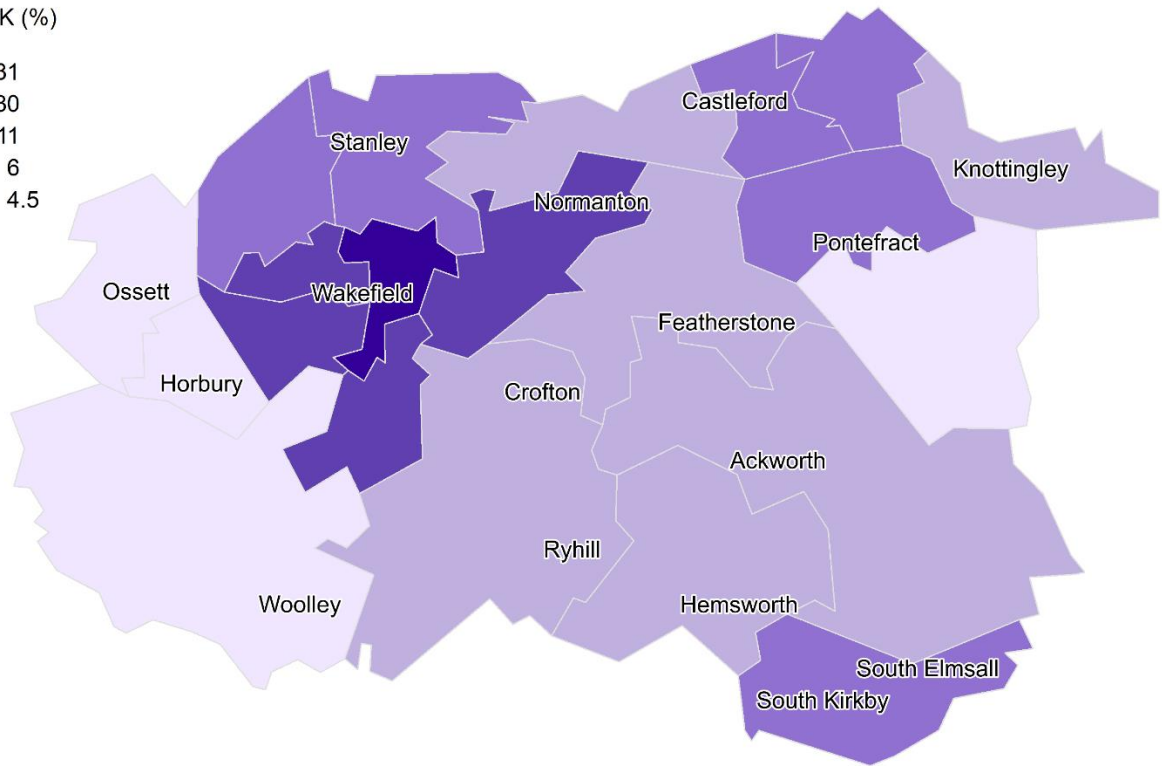 K (%)
31
30
11
6
4.5
Castleford
Stanley
Knottingley
Normanton
Pontefract
Ossett
Wakefield
Featherstone
Horbury
Crofton
Ackworth
Ryhill
Woolley
Hemsworth
South Elmsall
South Kirkby